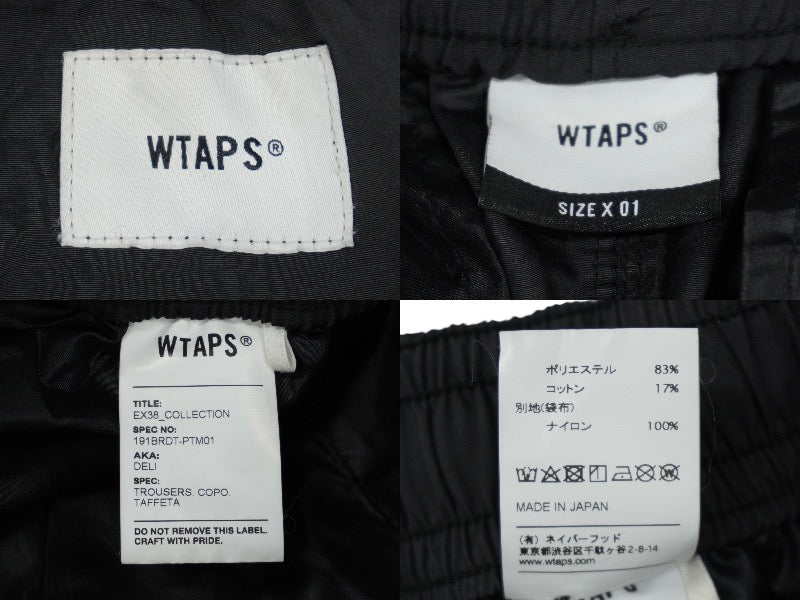 WTAPS®
WTAPS®
SIZE X 01
WTAPS®
TITLE:
EX38_COLLECTION
SPEC NO:
191BRDT-PTM01
AKA:
DELI
SPEC:
TROUSERS. COPO.
TAFFETA
DO NOT REMOVE THIS LABEL.
CRAFT WITH PRIDE.
ポリエステル 83%
コットン 17%
別地(袋布)
ナイロン 100%
MADE IN JAPAN
(有)ネイバーフッド
東京都渋谷区千駄ヶ谷2-8-14
www.wtaps.com